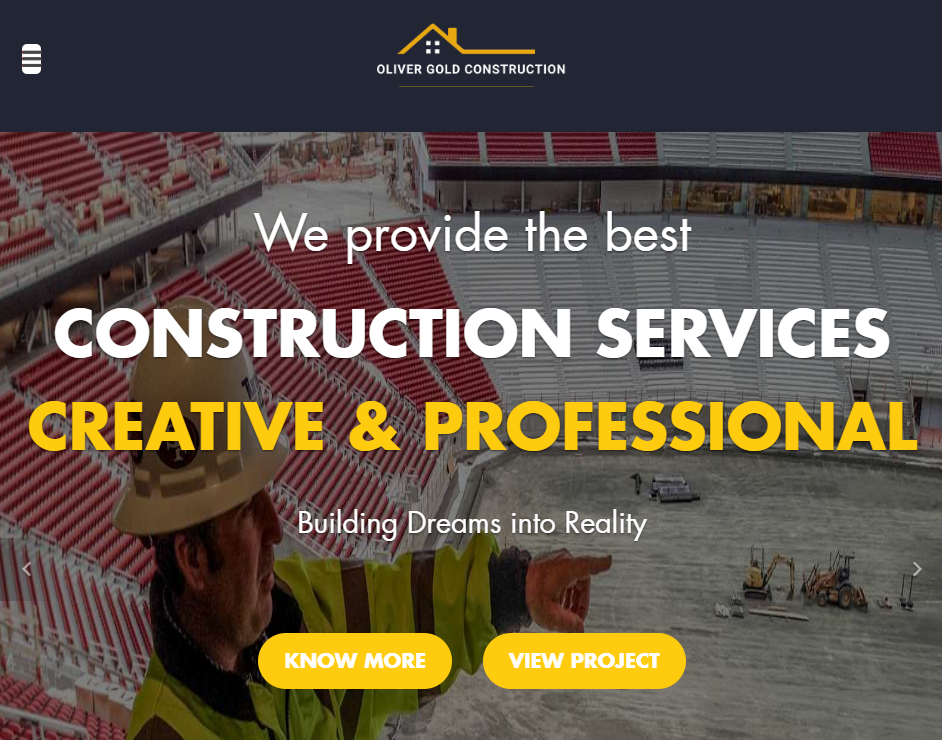 OLIVER GOLD CONSTRUCTION
We provide the best
CONSTRUCTION SERVICES
CREATIVE & PROFESSIONAL
Building Dreams into Reality
KNOW MORE
VIEW PROJECT